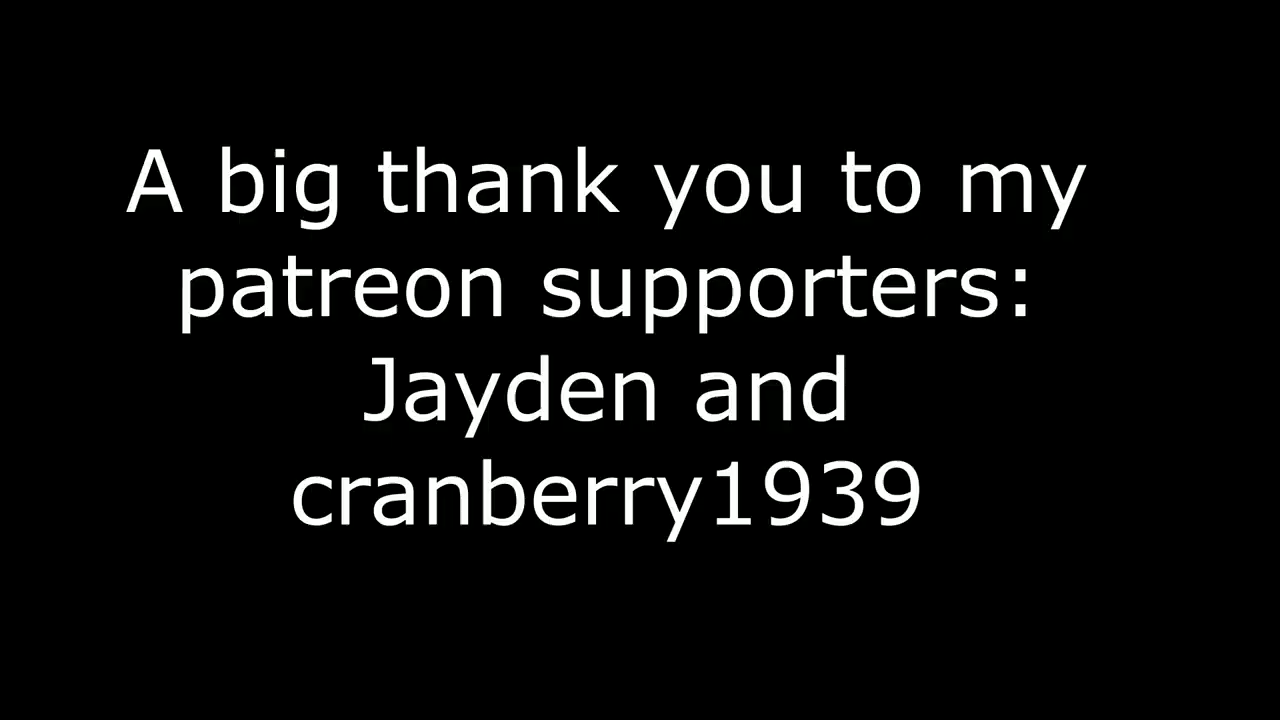 A big thank you to my
patreon supporters:
Jayden and
cranberry1939